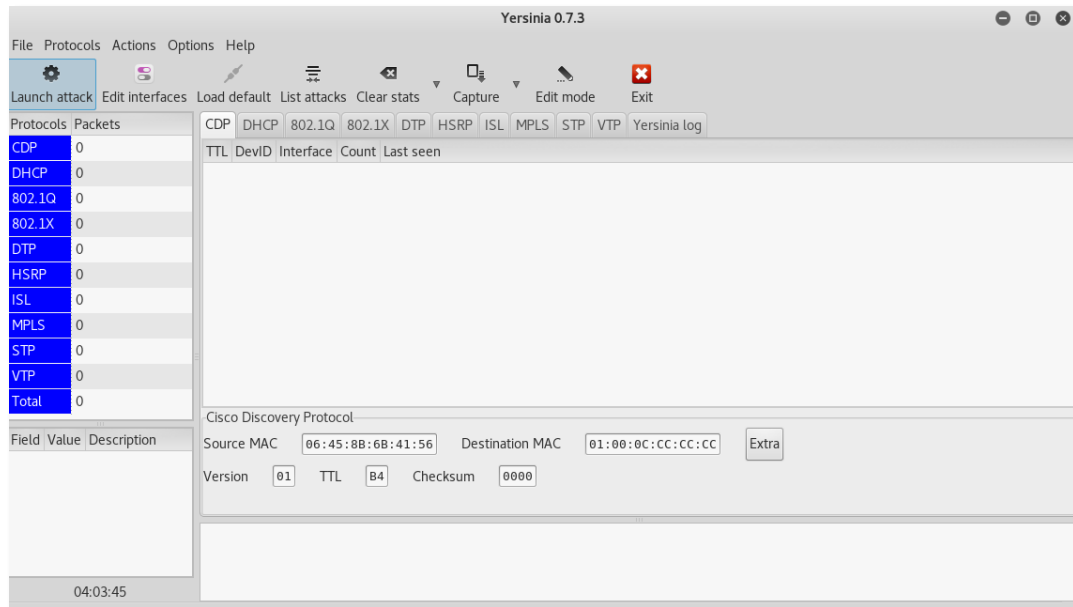 Yersinia 0.7.3
File Protocols Actions Options Help
Launch attack Edit interfaces Load default List attacks Clear stats Capture Edit mode Exit
Protocols Packets
CDP 0
DHCP 0
802.1Q 0
802.1X 0
DTP 0
HSRP 0
ISL 0
MPLS 0
STP 0
VTP 0
Total 0
Field Value Description
04:03:45
CDP DHCP 802.1Q 802.1X DTP HSRP ISL MPLS STP VTP Yersinia log
TTL DevID Interface Count Last seen
Cisco Discovery Protocol
Source MAC 06:45:8B:6B:41:56 Destination MAC 01:00:0C:CC:CC:CC Extra
Version 01 TTL B4 Checksum 0000